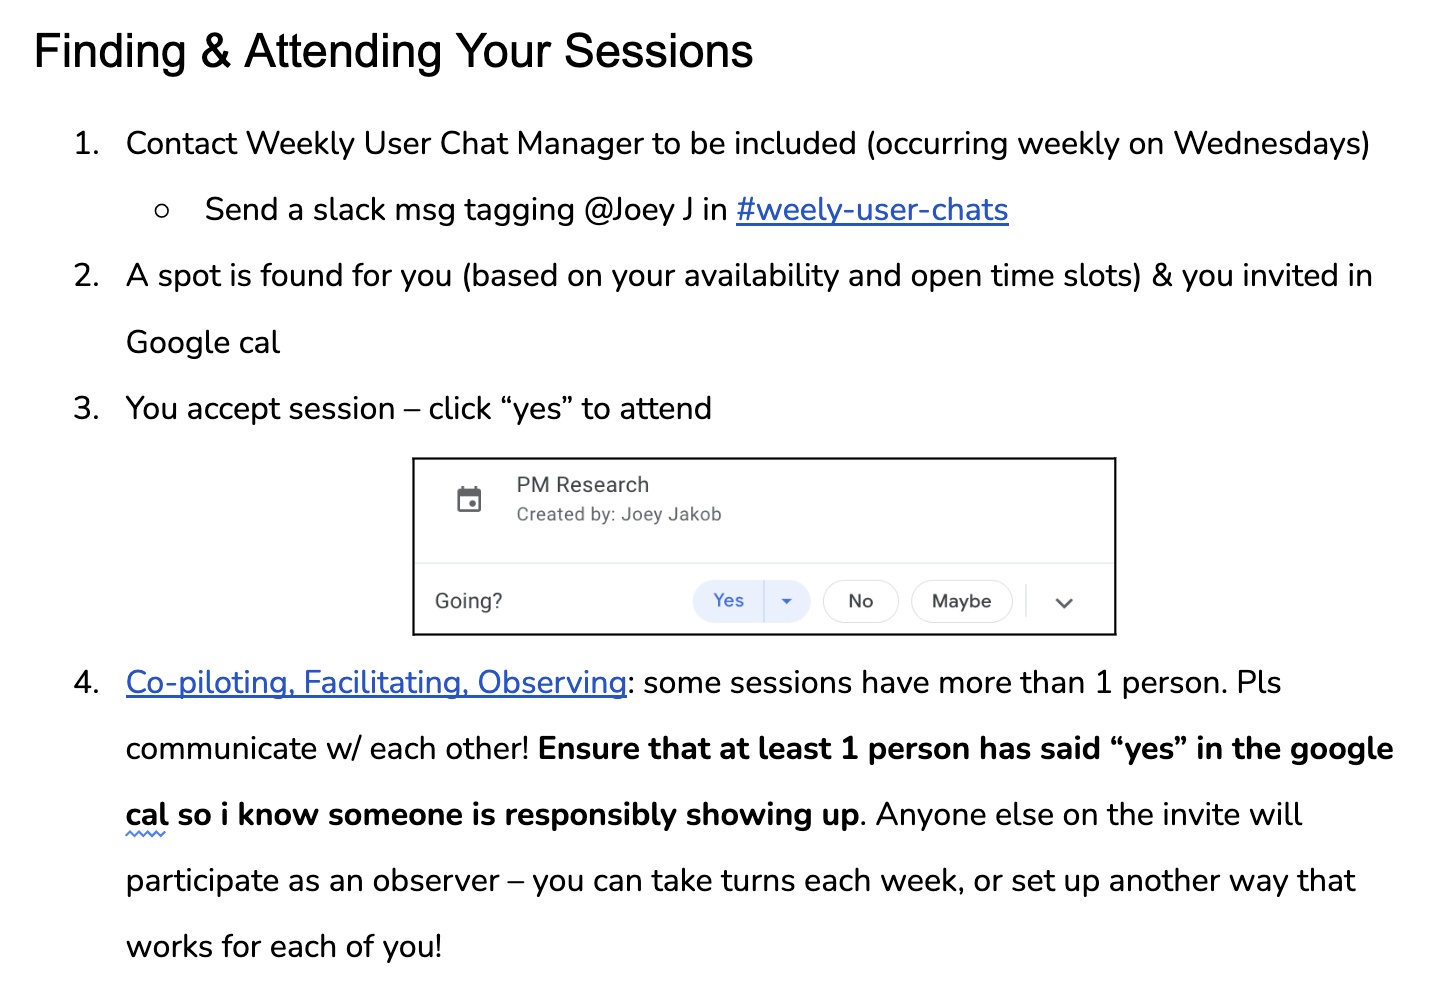 Finding & Attending Your Sessions
1. Contact Weekly User Chat Manager to be included (occurring weekly on Wednesdays)
○ Send a slack msg tagging @Joey J in #weely-user-chats
2. A spot is found for you (based on your availability and open time slots) & you invited in
Google cal
3. You accept session – click “yes” to attend
PM Research
Created by: Joey Jakob
Going? Yes No Maybe
4. Co-piloting, Facilitating, Observing: some sessions have more than 1 person. Pls
communicate w/ each other! Ensure that at least 1 person has said “yes” in the google
cal so i know someone is responsibly showing up. Anyone else on the invite will
participate as an observer – you can take turns each week, or set up another way that
works for each of you!